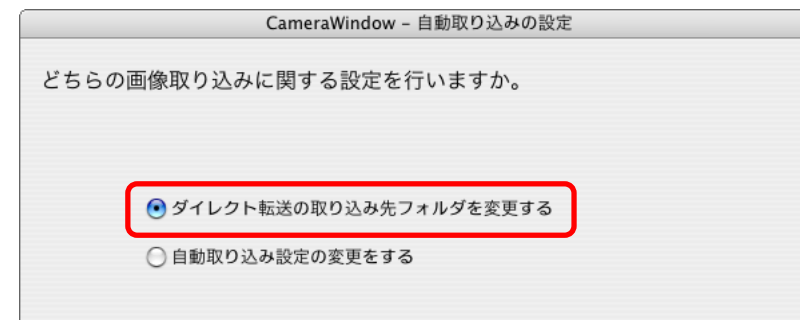 CameraWindow – 自動取り込みの設定
どちらの画像取り込みに関する設定を行いますか。
ダイレクト転送の取り込み先フォルダを変更する
自動取り込み設定の変更をする